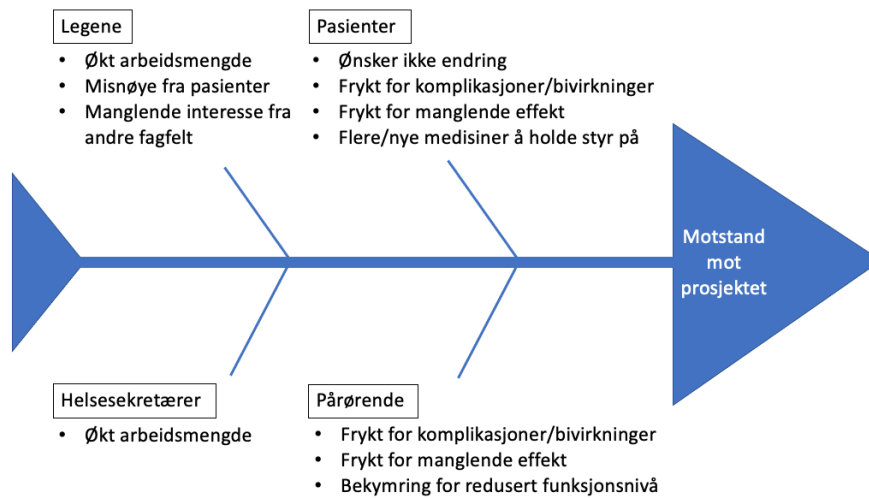 Legene
• Økt arbeidsmengde
• Misnøye fra pasienter
• Manglende interesse fra
andre fagfelt
Pasienter
• Ønsker ikke endring
• Frykt for komplikasjoner/bivirkninger
• Frykt for manglende effekt
• Flere/nye medisiner å holde styr på
Motstand
mot
prosjektet
Helsesekretærer
• Økt arbeidsmengde
Pårørende
• Frykt for komplikasjoner/bivirkninger
• Frykt for manglende effekt
• Bekymring for redusert funksjonsnivå